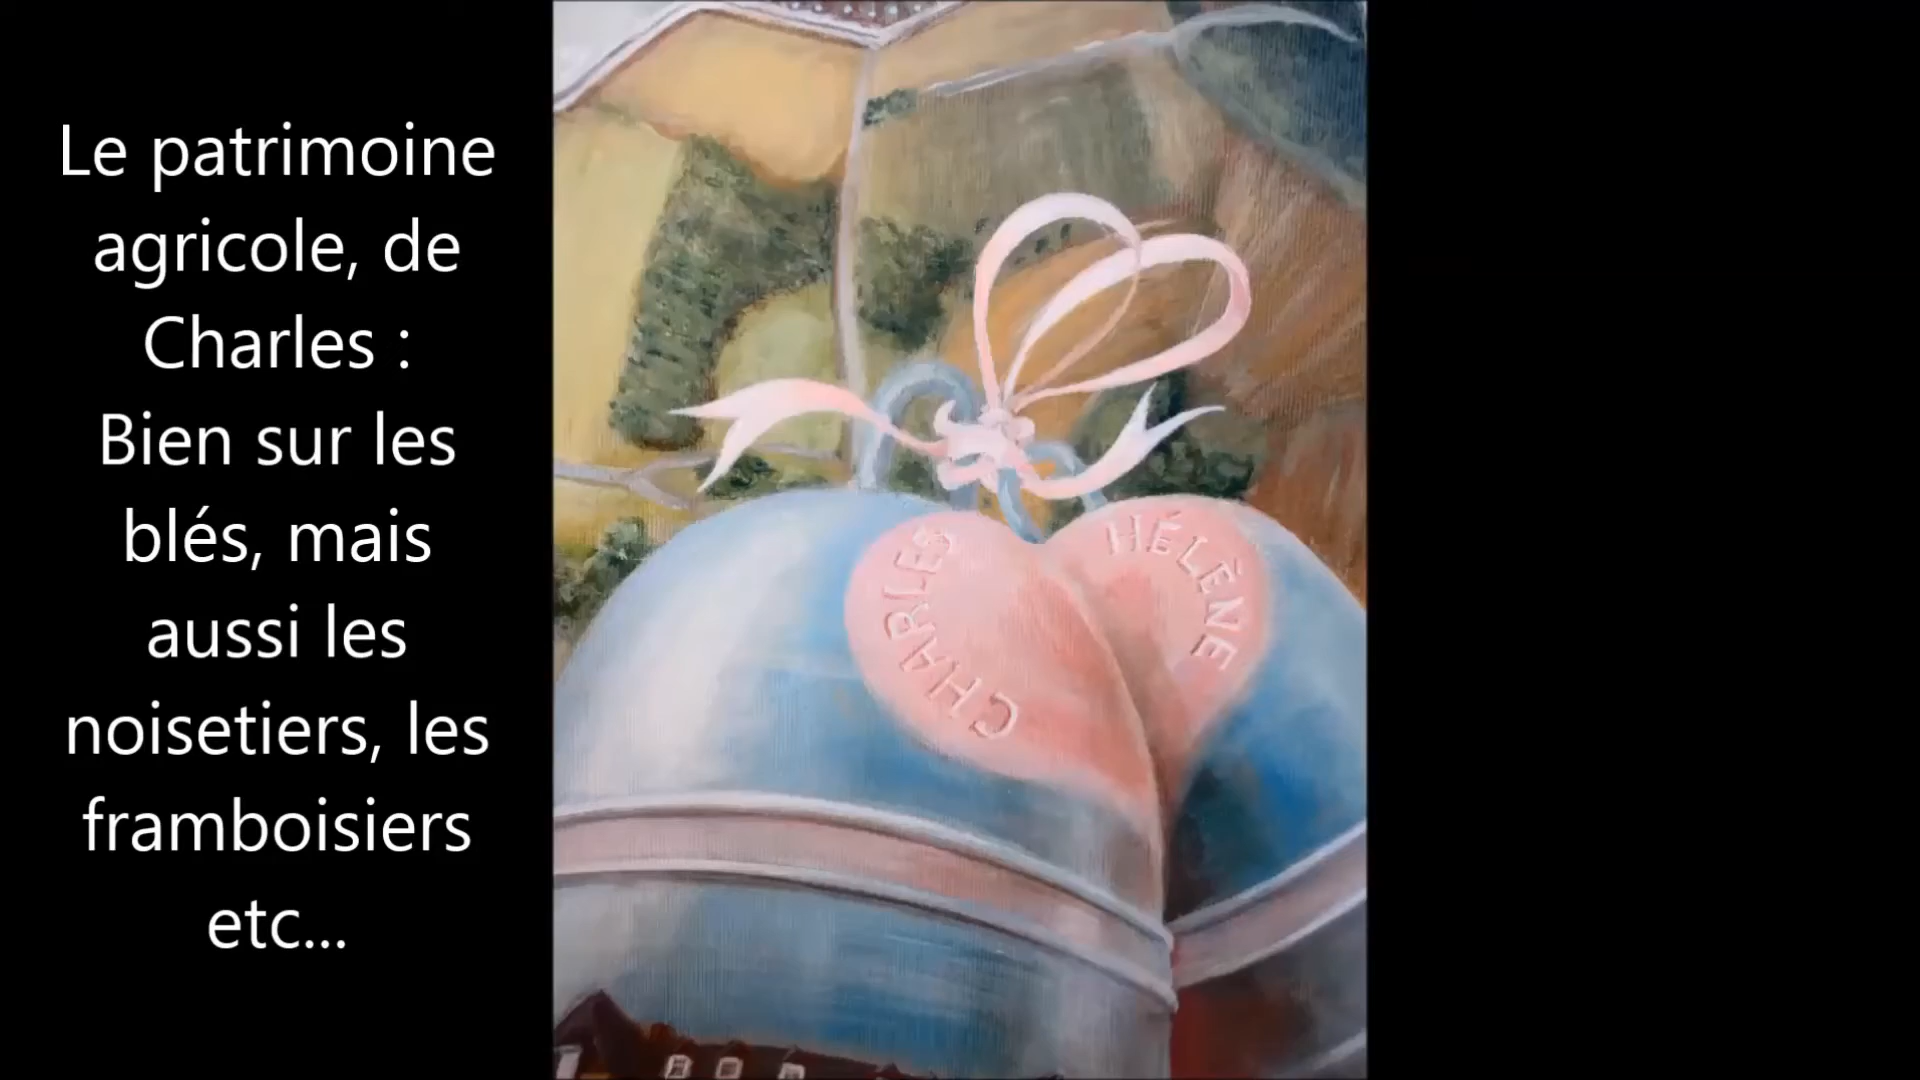 Le patrimoine
agricole, de
Charles :
Bien sur les
blés, mais
aussi les
noisetiers, les
framboisiers
etc...
CHARLES
HÉLÈNE